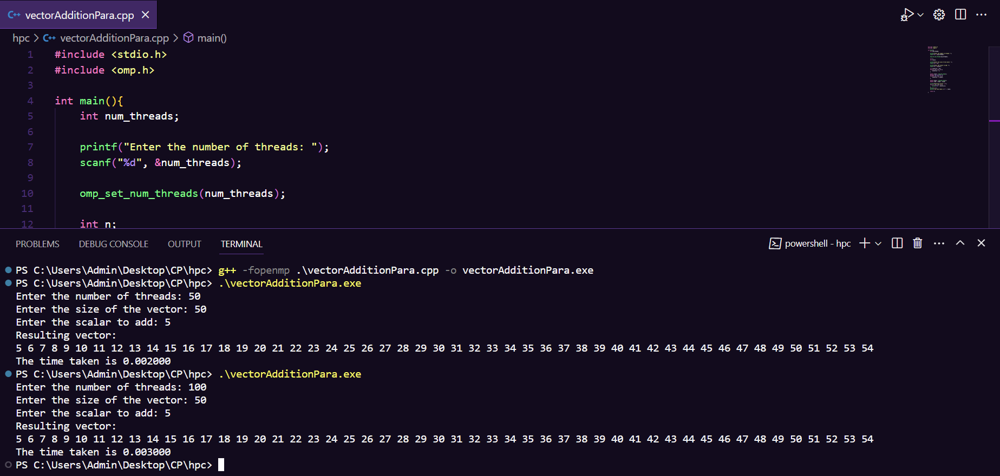 C++ vectorAdditionPara.cpp
hpc > C++ vectorAdditionPara.cpp > main()
1 #include <stdio.h>
2 #include <omp.h>
3
4 int main(){
5 int num_threads;
6
7 printf("Enter the number of threads: ");
8 scanf("%d", &num_threads);
9
10 omp_set_num_threads(num_threads);
11
12 int n;
PROBLEMS DEBUG CONSOLE OUTPUT TERMINAL powershell - hpc
PS C:\Users\Admin\Desktop\CP\hpc> g++ -fopenmp .\vectorAdditionPara.cpp -o vectorAdditionPara.exe
PS C:\Users\Admin\Desktop\CP\hpc> .\vectorAdditionPara.exe
Enter the number of threads: 50
Enter the size of the vector: 50
Enter the scalar to add: 5
Resulting vector:
5 6 7 8 9 10 11 12 13 14 15 16 17 18 19 20 21 22 23 24 25 26 27 28 29 30 31 32 33 34 35 36 37 38 39 40 41 42 43 44 45 46 47 48 49 50 51 52 53 54
The time taken is 0.002000
PS C:\Users\Admin\Desktop\CP\hpc> .\vectorAdditionPara.exe
Enter the number of threads: 100
Enter the size of the vector: 50
Enter the scalar to add: 5
Resulting vector:
5 6 7 8 9 10 11 12 13 14 15 16 17 18 19 20 21 22 23 24 25 26 27 28 29 30 31 32 33 34 35 36 37 38 39 40 41 42 43 44 45 46 47 48 49 50 51 52 53 54
The time taken is 0.003000
PS C:\Users\Admin\Desktop\CP\hpc>